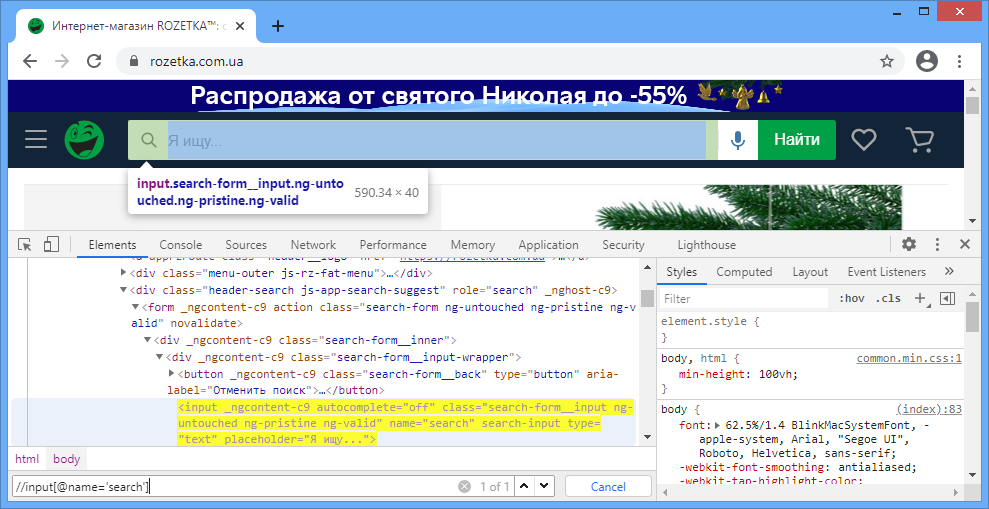 Интернет-магазин ROZETKA™: с
rozetka.com.ua
Распродажа от святого Николая до -55%
Я ищу...
Найти
input.search-form__input.ng-unto
uched.ng-pristine.ng-valid
590.34 × 40
Elements Console Sources Network Performance Memory Application Security Lighthouse
<div class="menu-outer js-rz-fat-menu">…</div>
<div class="header-search js-app-search-suggest" role="search" _nghost-c9>
<form _ngcontent-c9 action class="search-form ng-untouched ng-pristine ng-v
alid" novalidate>
<div _ngcontent-c9 class="search-form__inner">
<div _ngcontent-c9 class="search-form__input-wrapper">
<button _ngcontent-c9 class="search-form__back" type="button" aria-
label="Отменить поиск">…</button>
<input _ngcontent-c9 autocomplete="off" class="search-form__input ng-
untouched ng-pristine ng-valid" name="search" search-input type=
"text" placeholder="Я ищу...">
html body
//input[@name='search']
1 of 1
Cancel
Styles Computed Layout Event Listeners »
Filter
:hov .cls
element.style {
}
body, html { common.min.css:1
min-height: 100vh;
}
body { (index):83
font: 62.5%/1.4 BlinkMacSystemFont, -
apple-system, Arial, "Segoe UI",
Roboto, Helvetica, sans-serif;
-webkit-font-smoothing: antialiased;
-webkit-tap-highlight-color: